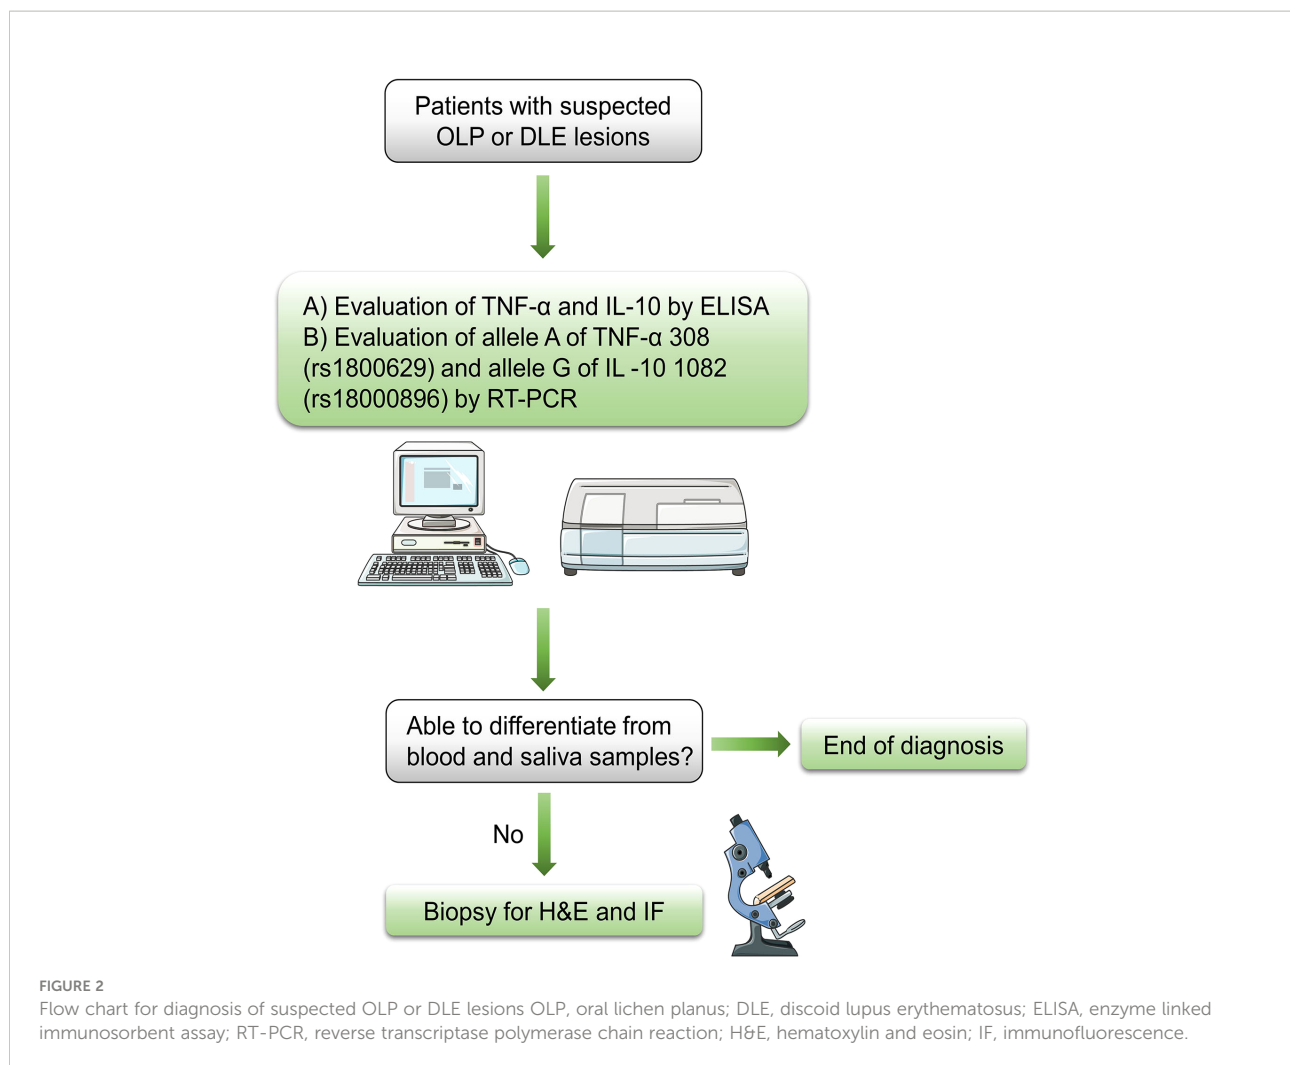 Patients with suspected
OLP or DLE lesions
A) Evaluation of TNF-α and IL-10 by ELISA
B) Evaluation of allele A of TNF-α 308
(rs1800629) and allele G of IL -10 1082
(rs18000896) by RT-PCR
Able to differentiate from
blood and saliva samples?
End of diagnosis
No
Biopsy for H&E and IF
FIGURE 2
Flow chart for diagnosis of suspected OLP or DLE lesions OLP, oral lichen planus; DLE, discoid lupus erythematosus; ELISA, enzyme linked
immunosorbent assay; RT-PCR, reverse transcriptase polymerase chain reaction; H&E, hematoxylin and eosin; IF, immunofluorescence.